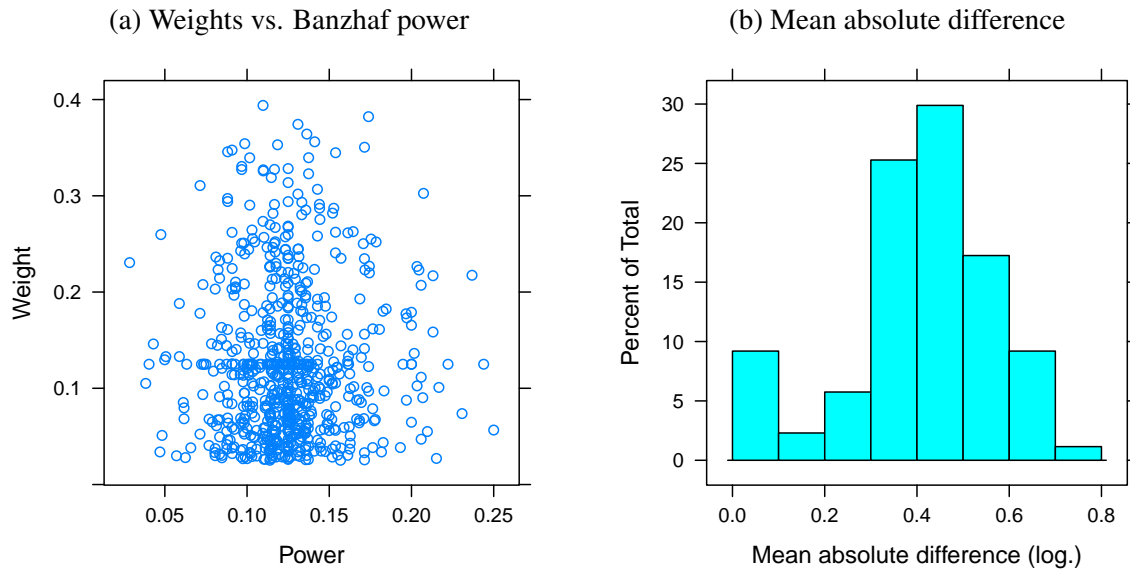 (a) Weights vs. Banzhaf power
0.4
0.3
0.2
0.1
Weight
0.05 0.10 0.15 0.20 0.25
Power
(b) Mean absolute difference
30
25
20
15
10
5
0
Percent of Total
0.0 0.2 0.4 0.6 0.8
Mean absolute difference (log.)